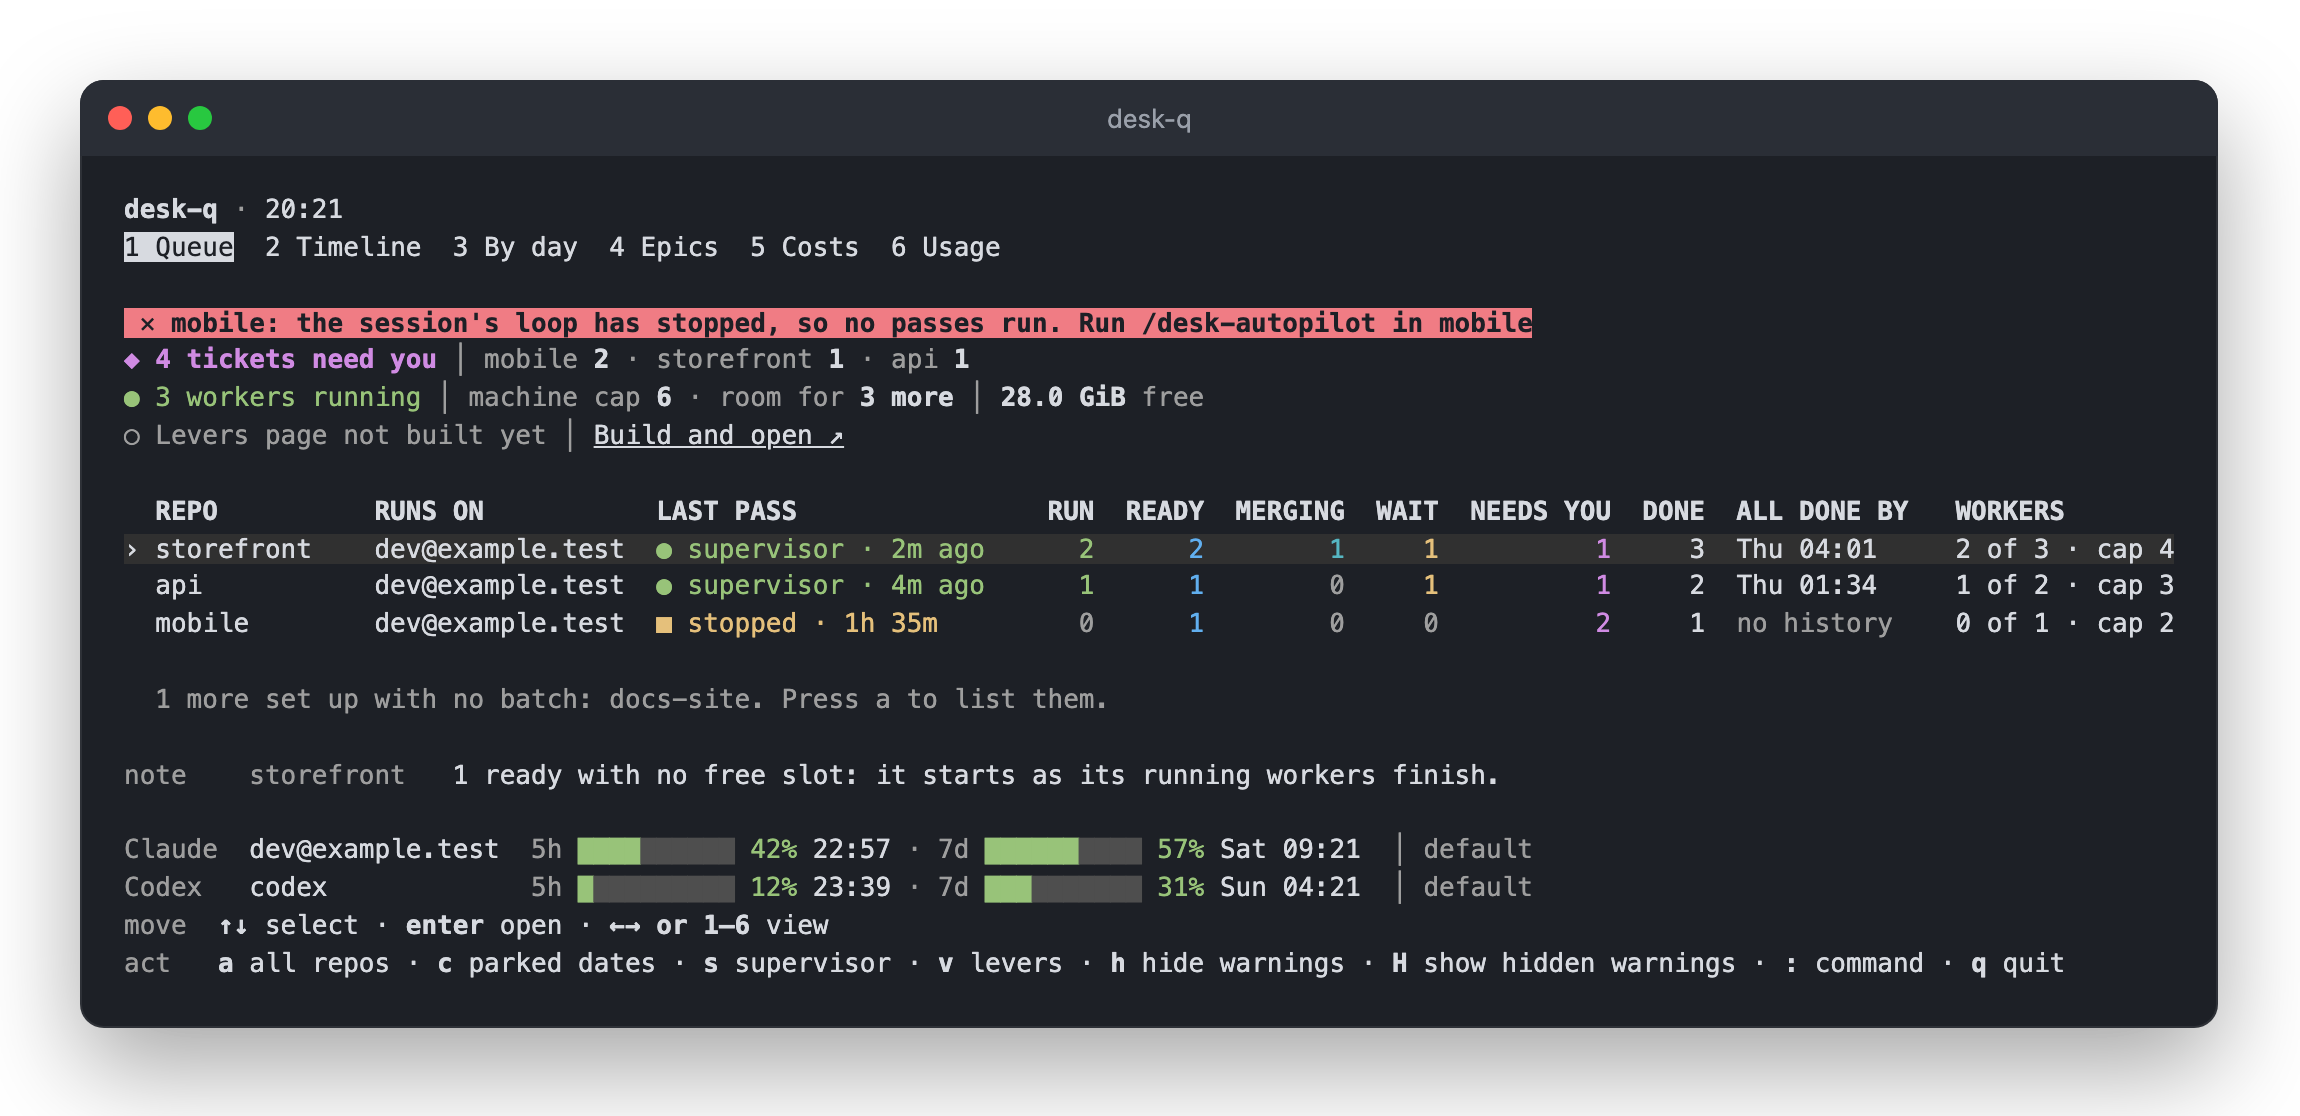 desk-q
desk-q · 20:21
1 Queue  2 Timeline  3 By day  4 Epics  5 Costs  6 Usage
× mobile: the session's loop has stopped, so no passes run. Run /desk-autopilot in mobile
◆ 4 tickets need you │ mobile 2 · storefront 1 · api 1
● 3 workers running │ machine cap 6 · room for 3 more │ 28.0 GiB free
○ Levers page not built yet │ Build and open ↗
REPO  RUNS ON  LAST PASS  RUN  READY  MERGING  WAIT  NEEDS YOU  DONE  ALL DONE BY  WORKERS
› storefront  dev@example.test  ● supervisor · 2m ago  2  2  1  1  1  3  Thu 04:01  2 of 3 · cap 4
api  dev@example.test  ● supervisor · 4m ago  1  1  0  1  1  2  Thu 01:34  1 of 2 · cap 3
mobile  dev@example.test  ■ stopped · 1h 35m  0  1  0  0  2  1  no history  0 of 1 · cap 2
1 more set up with no batch: docs-site. Press a to list them.
note  storefront  1 ready with no free slot: it starts as its running workers finish.
Claude  dev@example.test  5h  42% 22:57 · 7d  57% Sat 09:21 │ default
Codex  codex  5h  12% 23:39 · 7d  31% Sun 04:21 │ default
move  ↑↓ select · enter open · ←→ or 1–6 view
act  a all repos · c parked dates · s supervisor · v levers · h hide warnings · H show hidden warnings · : command · q quit